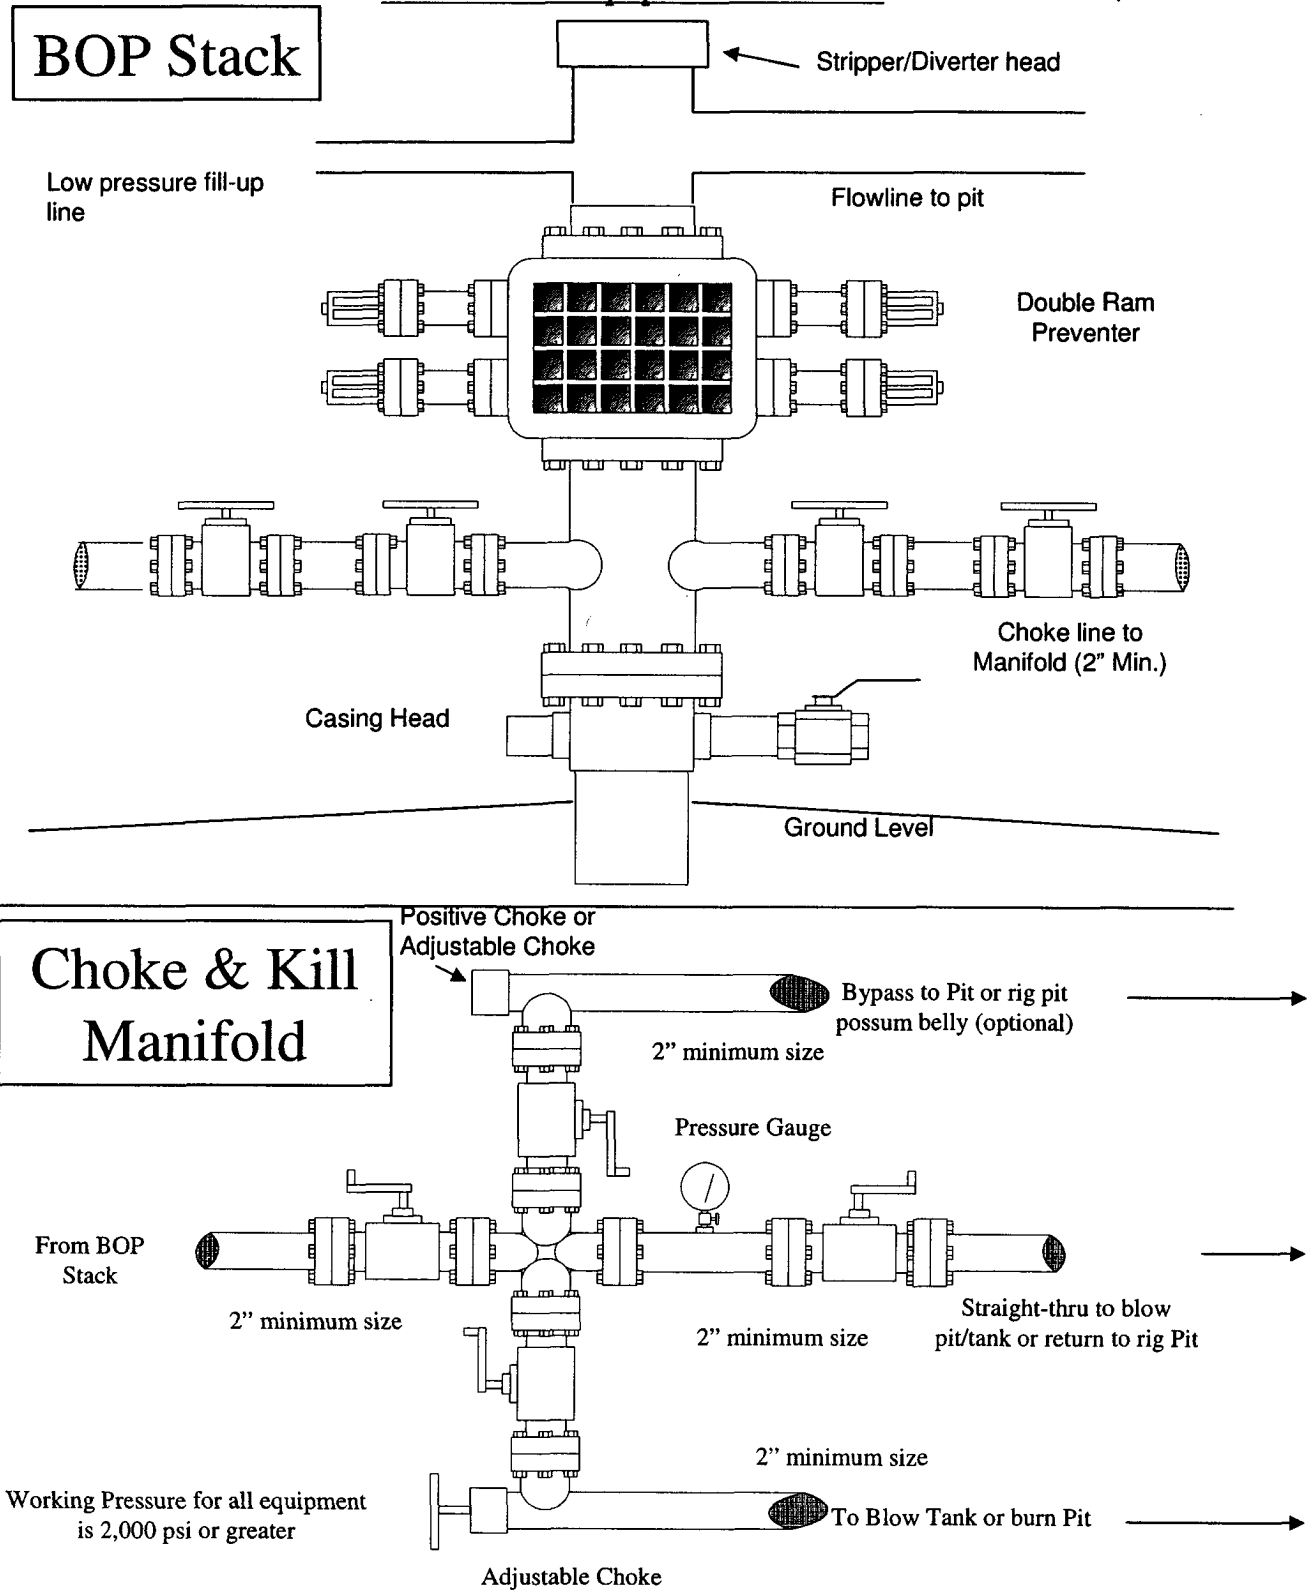 BOP Stack
Stripper/Diverter head
Low pressure fill-up
line
Flowline to pit
Double Ram
Preventer
Choke line to
Manifold (2" Min.)
Casing Head
Ground Level
Choke & Kill
Manifold
Positive Choke or
Adjustable Choke
Bypass to Pit or rig pit
possum belly (optional)
2" minimum size
Pressure Gauge
From BOP
Stack
2" minimum size
2" minimum size
Straight-thru to blow
pit/tank or return to rig Pit
2" minimum size
Working Pressure for all equipment
is 2,000 psi or greater
To Blow Tank or burn Pit
Adjustable Choke